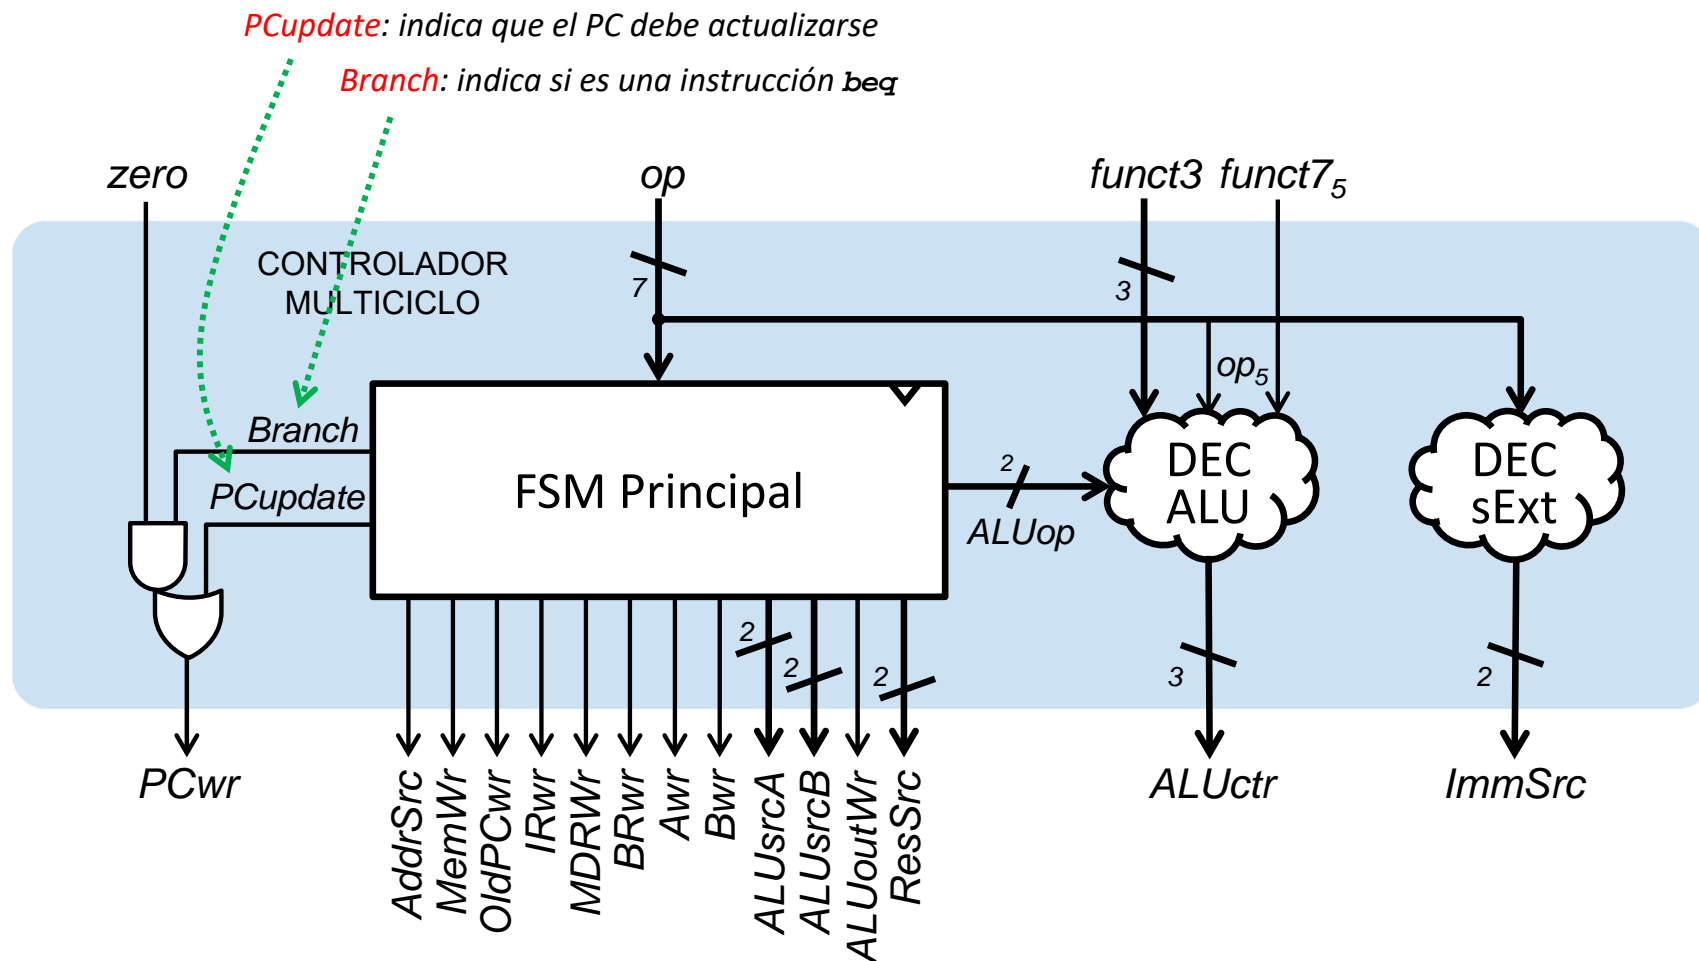 PCupdate: indica que el PC debe actualizarse
Branch: indica si es una instrucción beq
zero
op
funct3
funct7₅
CONTROLADOR
MULTICICLO
7
3
op₅
Branch
PCupdate
FSM Principal
2
ALUop
DEC
ALU
DEC
sExt
2
2
2
3
2
PCwr
AddrSrc
MemWr
OldPCwr
IRwr
MDRWr
BRwr
Awr
Bwr
ALUsrcA
ALUsrcB
ALUoutWr
ResSrc
ALUctr
ImmSrc